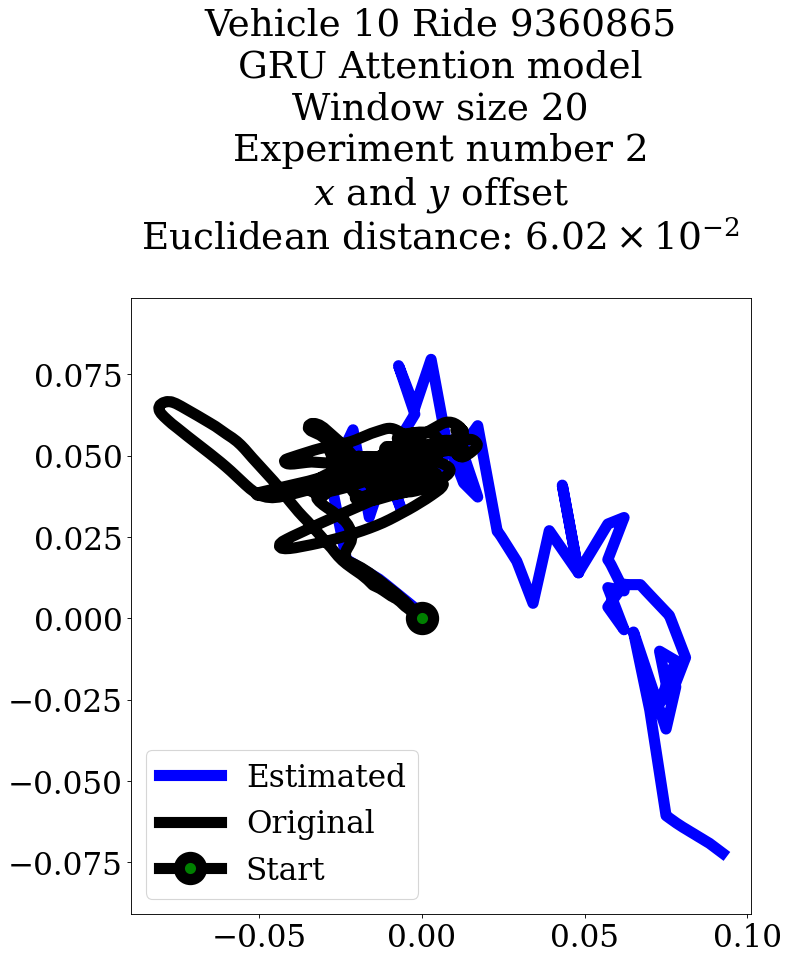 Vehicle 10 Ride 9360865
GRU Attention model
Window size 20
Experiment number 2
x and y offset
Euclidean distance: 6.02 × 10⁻²
0.075
0.050
0.025
0.000
−0.025
−0.050
−0.075
Estimated
Original
Start
−0.05
0.00
0.05
0.10